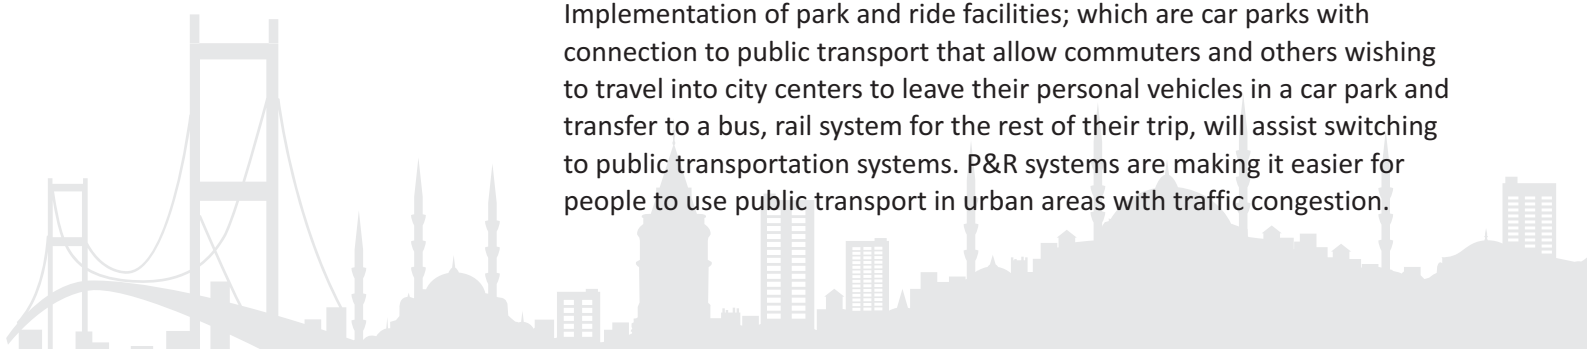 Implementation of park and ride facilities; which are car parks with
connection to public transport that allow commuters and others wishing
to travel into city centers to leave their personal vehicles in a car park and
transfer to a bus, rail system for the rest of their trip, will assist switching
to public transportation systems. P&R systems are making it easier for
people to use public transport in urban areas with traffic congestion.